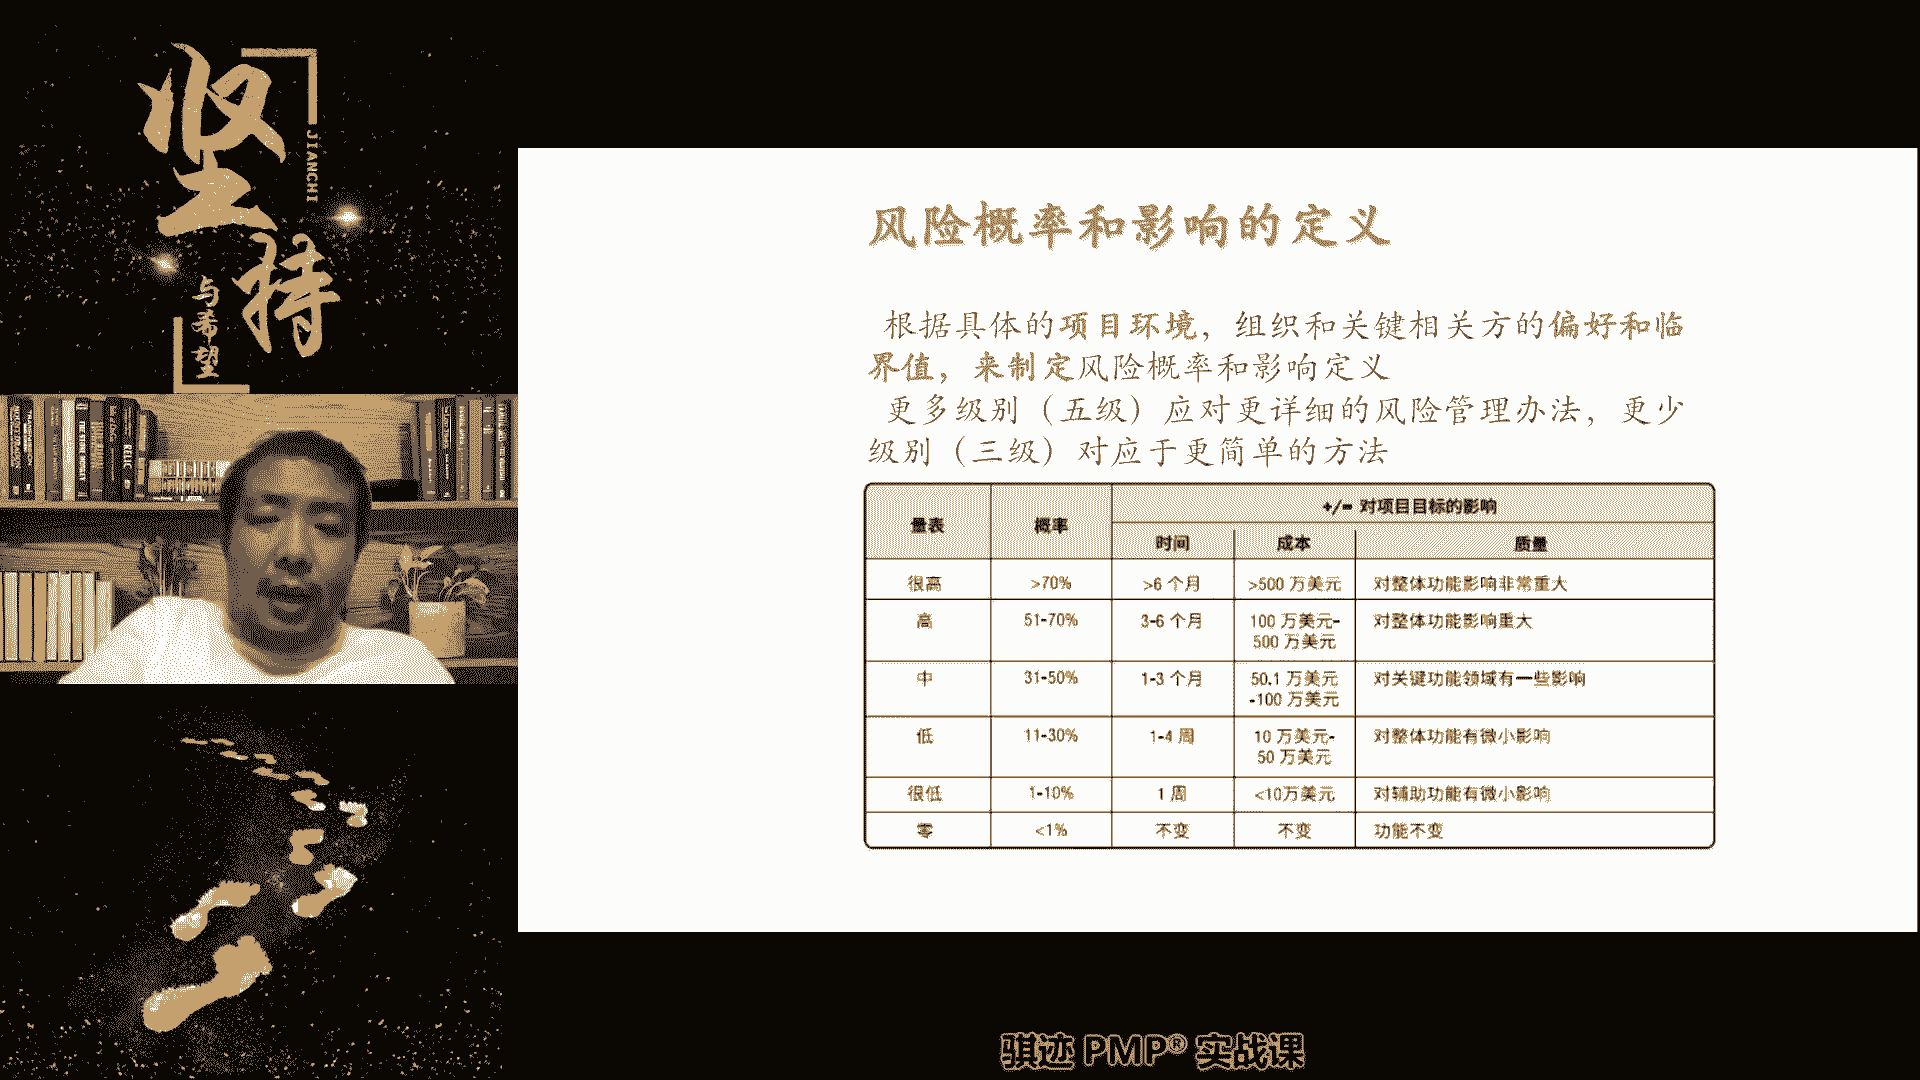 坚持
JIANCHI
与希望
风险概率和影响的定义
根据具体的项目环境，组织和关键相关方的偏好和临
界值，来制定风险概率和影响定义
更多级别（五级）应对更详细的风险管理办法，更少
级别（三级）对应于更简单的方法
量表 概率 +/- 对项目目标的影响
时间 成本 质量
很高 >70% >6 个月 >500 万美元 对整体功能影响非常重大
高 51-70% 3-6 个月 100 万美元-
500 万美元 对整体功能影响重大
中 31-50% 1-3 个月 50.1 万美元
-100 万美元 对关键功能领域有一些影响
低 11-30% 1-4 周 10 万美元-
50 万美元 对整体功能有微小影响
很低 1-10% 1 周 <10万美元 对辅助功能有微小影响
零 <1% 不变 不变 功能不变
骐迹 PMP® 实战课